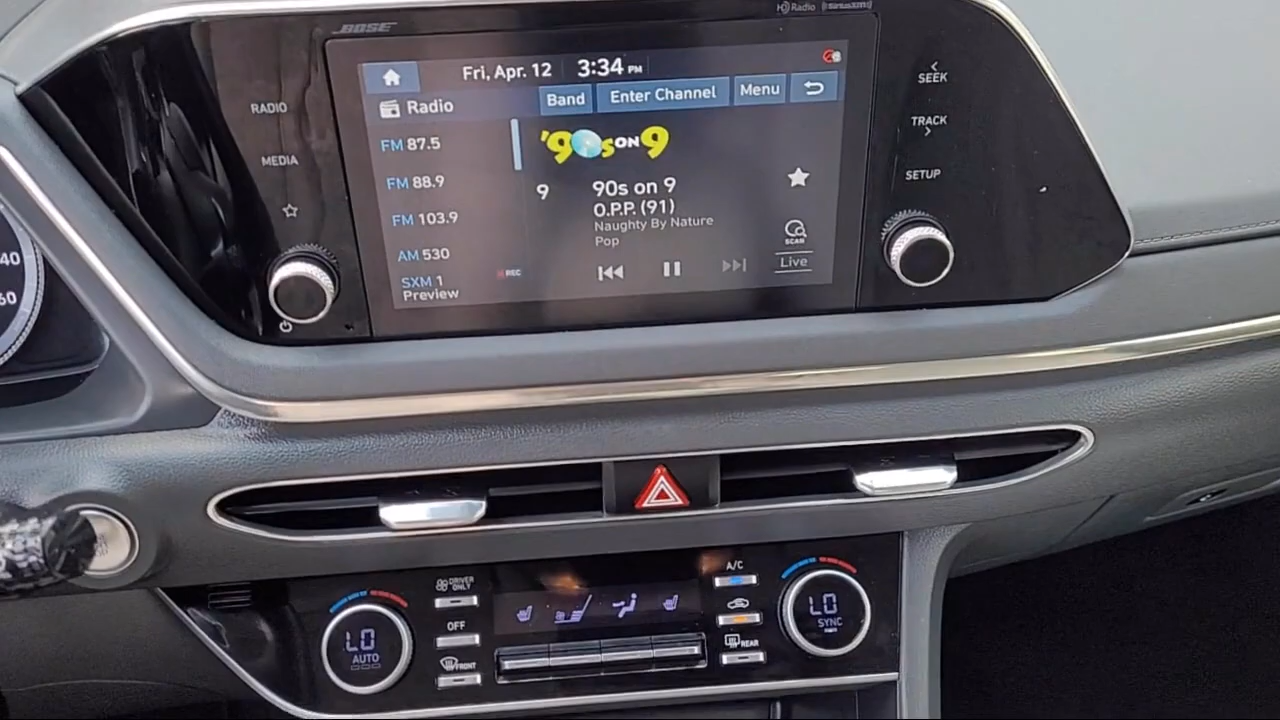 BOSE
HD Radio
((SiriusXM))
Fri, Apr. 12 3:34 PM
Radio
Band
Enter Channel
Menu
FM 87.5
FM 88.9
FM 103.9
AM 530
SXM 1
Preview
'90s ON 9
9
90s on 9
O.P.P. (91)
Naughty By Nature
Pop
REC
SCAN
Live
RADIO
MEDIA
SEEK
TRACK
SETUP
40
60
DRIVER
ONLY
OFF
FRONT
LO
AUTO
A/C
REAR
LO
SYNC